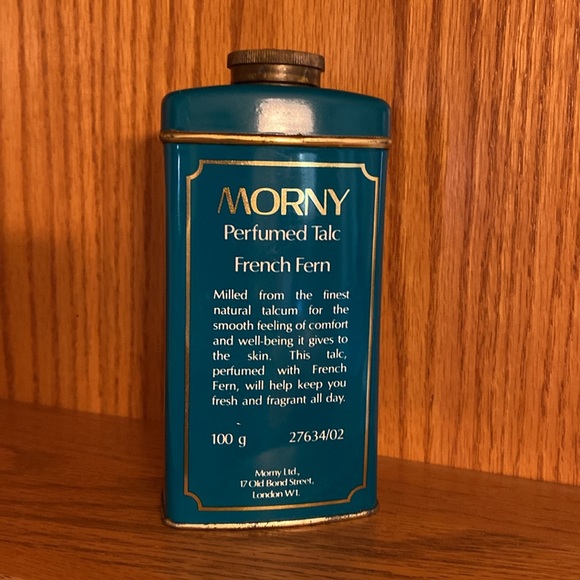 MORNY
Perfumed Talc
French Fern
Milled from the finest
natural talcum for the
smooth feeling of comfort
and well-being it gives to
the skin. This talc,
perfumed with French
Fern, will help keep you
fresh and fragrant all day.
100 g 27634/02
Morny Ltd.,
17 Old Bond Street,
London W1.